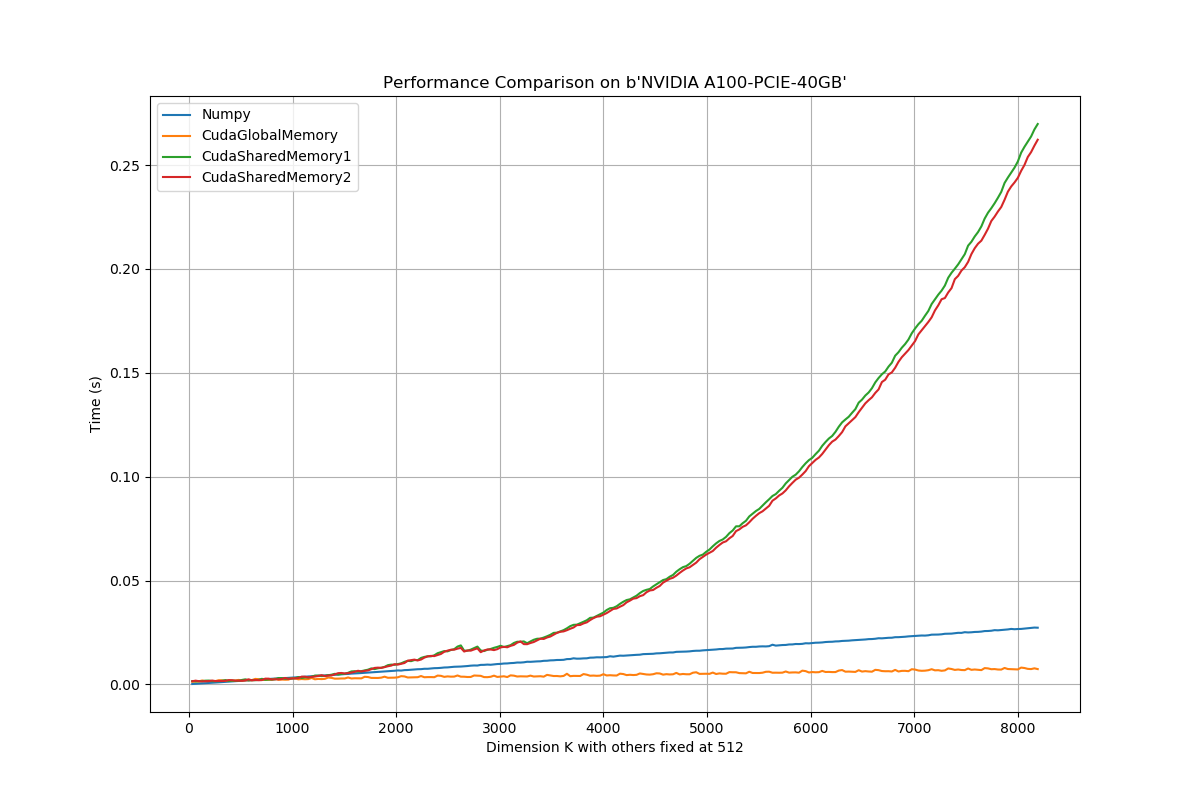 Performance Comparison on b'NVIDIA A100-PCIE-40GB'
Numpy
CudaGlobalMemory
CudaSharedMemory1
CudaSharedMemory2
0.25
0.20
0.15
0.10
0.05
0.00
Time (s)
0 1000 2000 3000 4000 5000 6000 7000 8000
Dimension K with others fixed at 512